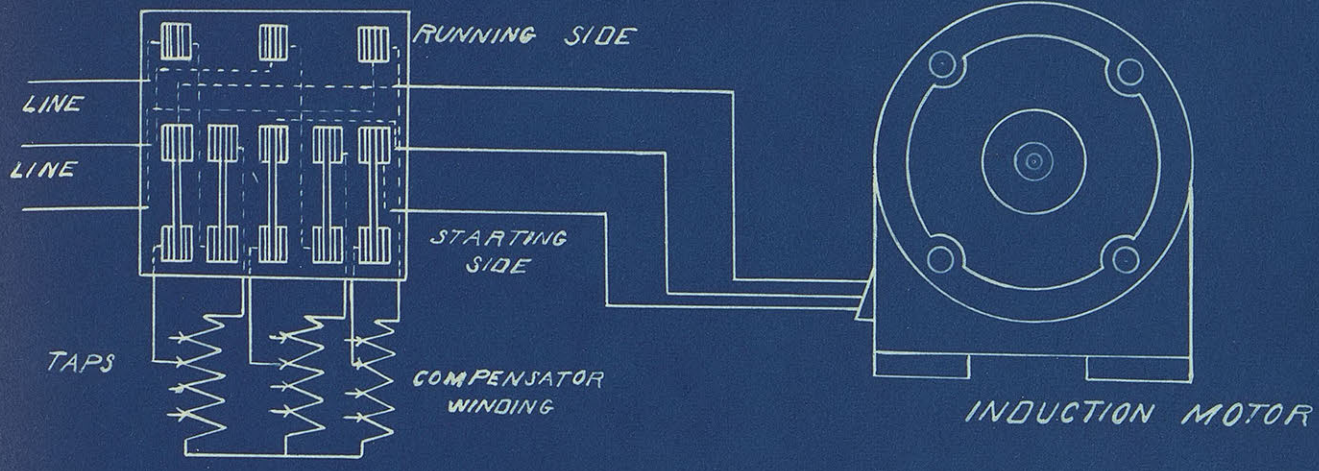 RUNNING SIDE
LINE
LINE
STARTING
SIDE
TAPS
COMPENSATOR
WINDING
INDUCTION MOTOR